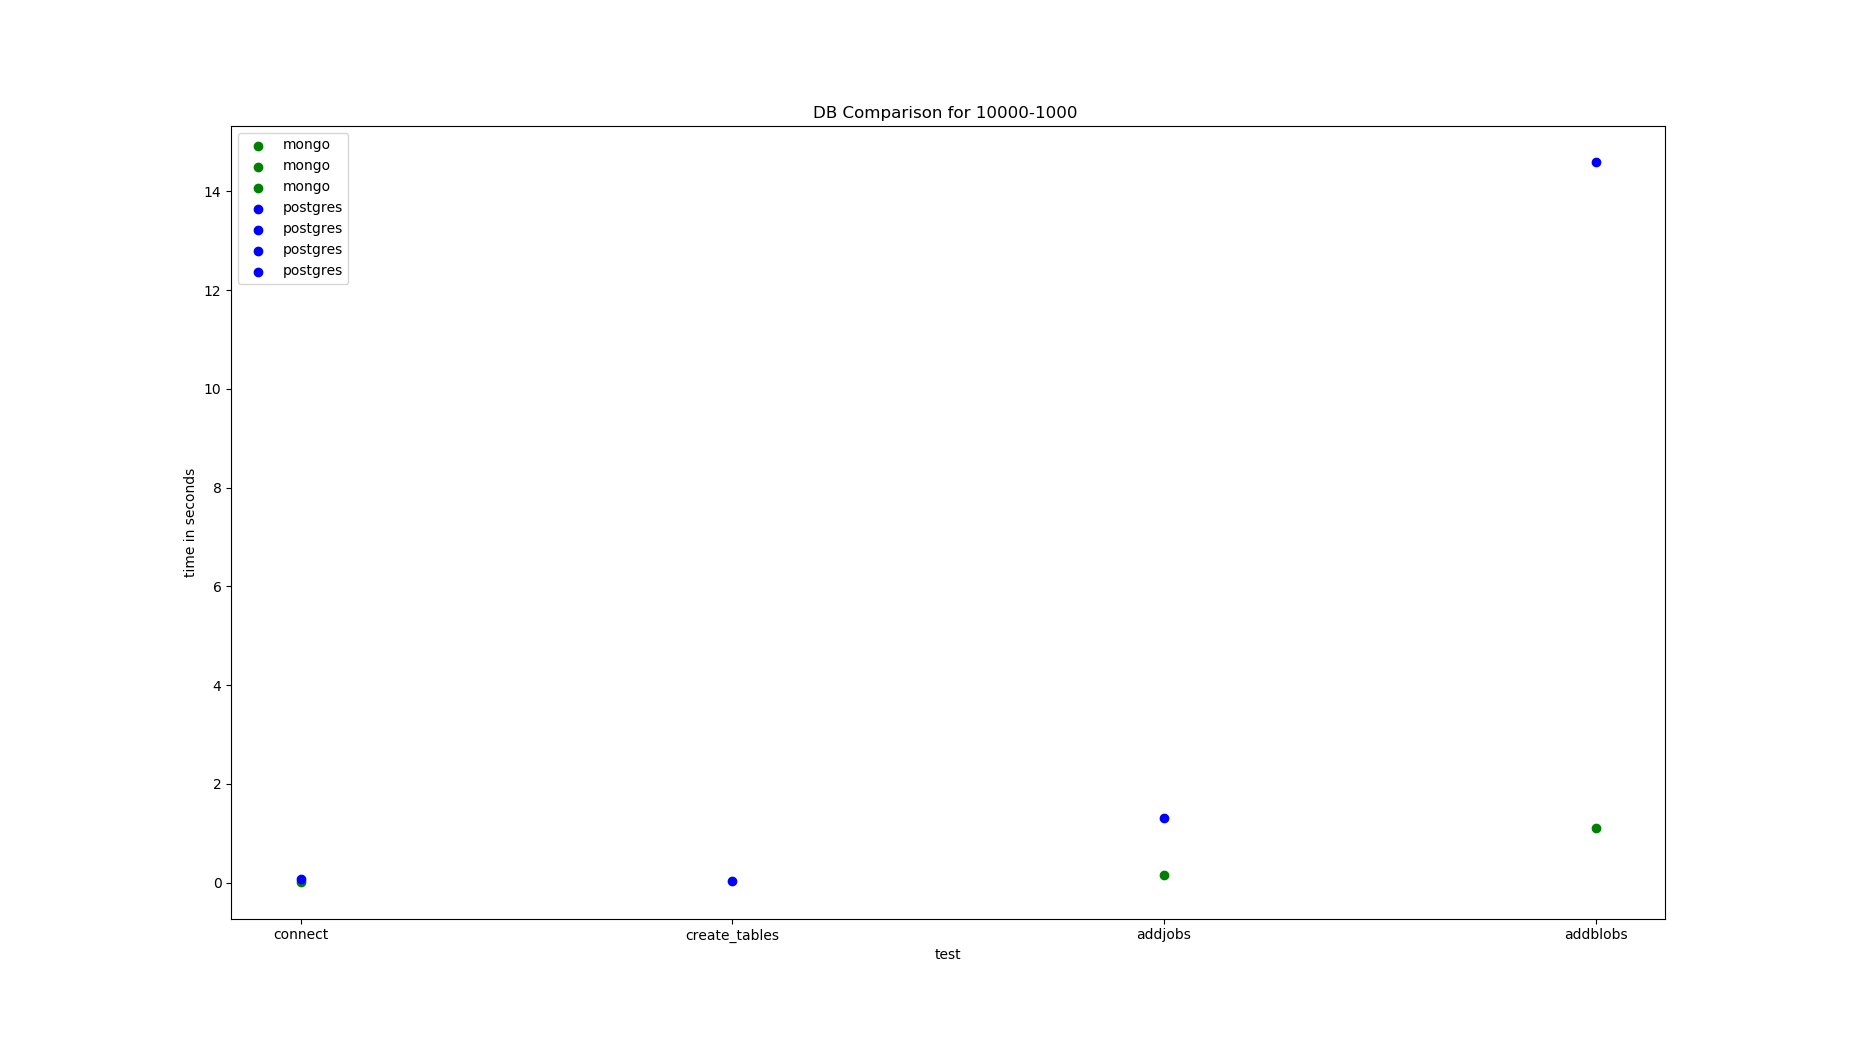 DB Comparison for 10000-1000
mongo
mongo
mongo
postgres
postgres
postgres
postgres
14
12
10
8
6
4
2
0
time in seconds
connect
create_tables
addjobs
addblobs
test